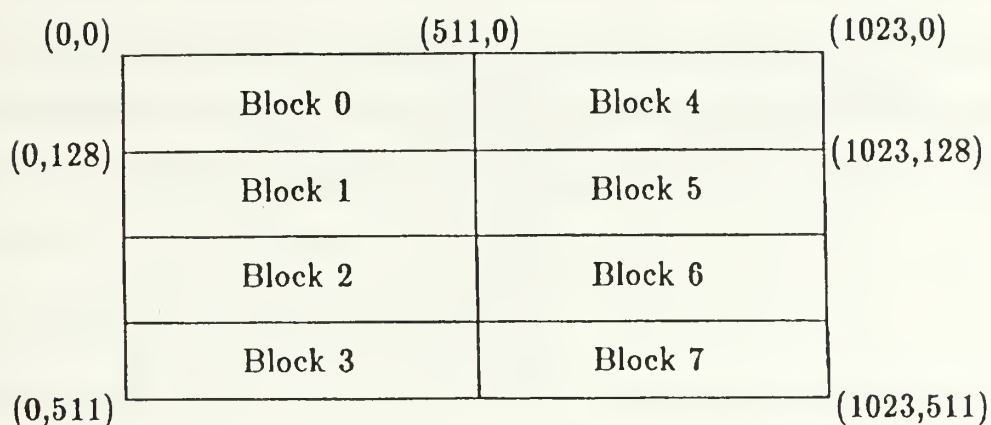 (0,0) (511,0) (1023,0)
Block 0 Block 4
(0,128) (1023,128)
Block 1 Block 5
Block 2 Block 6
Block 3 Block 7
(0,511) (1023,511)